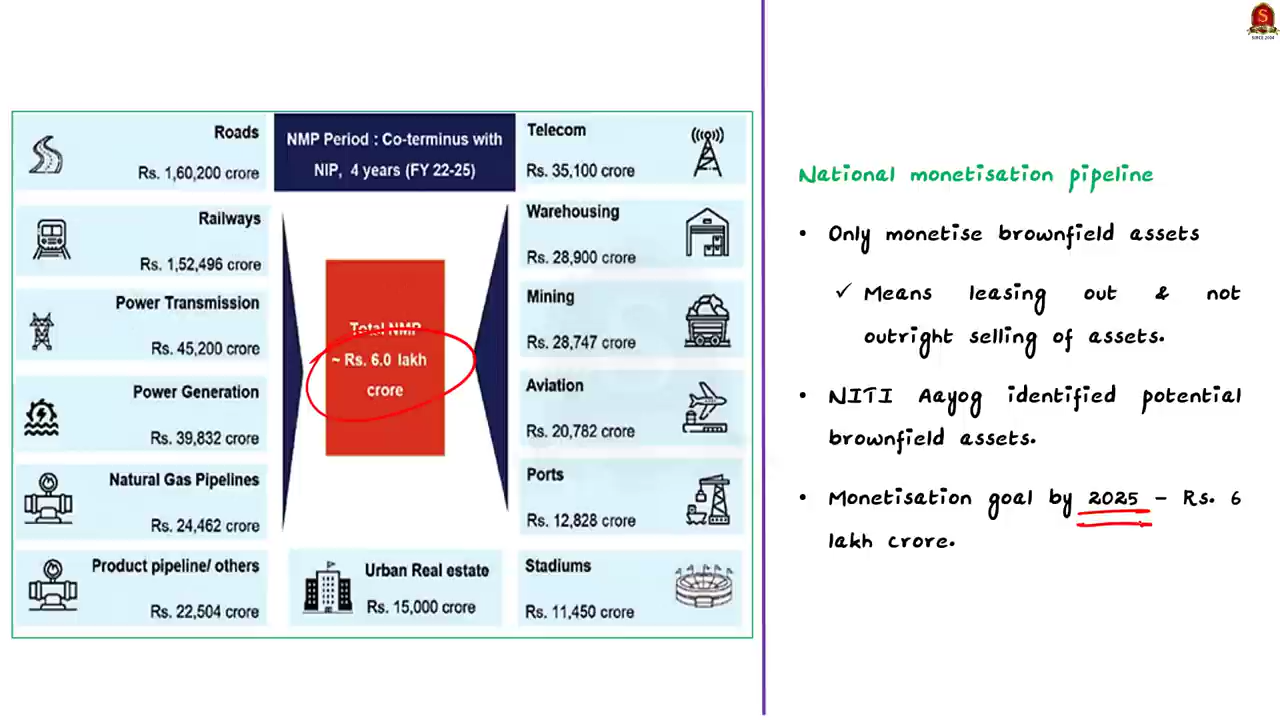 Roads
Rs. 1,60,200 crore
Railways
Rs. 1,52,496 crore
Power Transmission
Rs. 45,200 crore
Power Generation
Rs. 39,832 crore
Natural Gas Pipelines
Rs. 24,462 crore
Product pipeline/ others
Rs. 22,504 crore
NMP Period : Co-terminus with
NIP, 4 years (FY 22-25)
Total NMP
~ Rs. 6.0 lakh
crore
Urban Real estate
Rs. 15,000 crore
Telecom
Rs. 35,100 crore
Warehousing
Rs. 28,900 crore
Mining
Rs. 28,747 crore
Aviation
Rs. 20,782 crore
Ports
Rs. 12,828 crore
Stadiums
Rs. 11,450 crore
S
SINCE 2004
National monetisation pipeline
• Only monetise brownfield assets
✓ Means leasing out & not
outright selling of assets.
• NITI Aayog identified potential
brownfield assets.
• Monetisation goal by 2025 – Rs. 6
lakh crore.